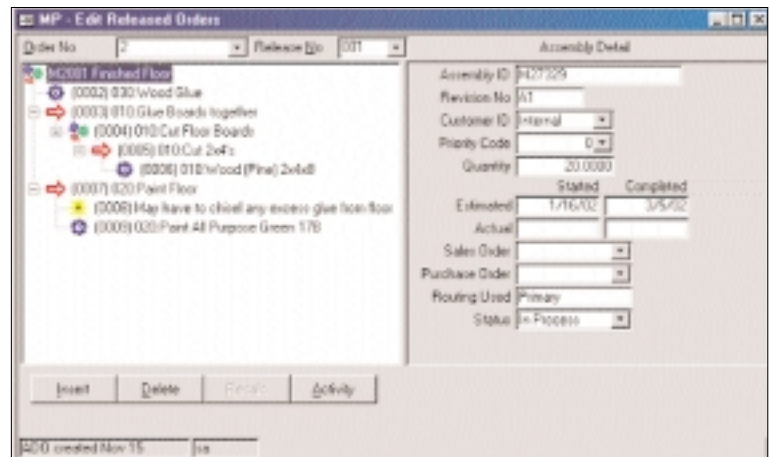 MP - Edit Released Orders
Order No 2 Release No 001
Assembly Detail
M2001 Finished Floor
(0002) 030:Wood Glue
(0003) 010:Glue Boards together
(0004) 010:Cut Floor Boards
(0005) 010:Cut 2x4's
(0006) 010:Wood (Pine) 2x4x8
(0007) 020:Paint Floor
(0008) May have to chisel any excess glue from floor
(0009) 020:Paint All Purpose Green 178
Assembly ID M27329
Revision No A1
Customer ID Internal
Priority Code 0
Quantity 20.0000
Started Completed
Estimated 1/16/02 3/5/02
Actual
Sales Order
Purchase Order
Routing Used Primary
Status In Process
Insert Delete Recalc Activity
ADO created Nov 15 sa